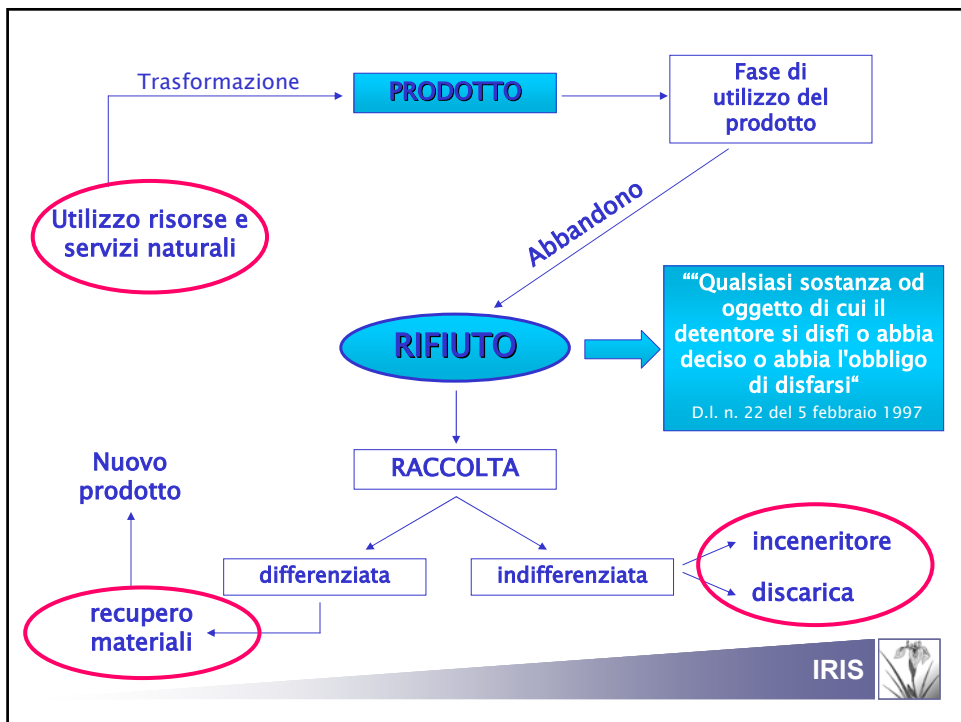 Trasformazione
PRODOTTO
Fase di
utilizzo del
prodotto
Utilizzo risorse e
servizi naturali
Abbandono
RIFIUTO
““Qualsiasi sostanza od
oggetto di cui il
detentore si disfi o abbia
deciso o abbia l'obbligo
di disfarsi“
D.l. n. 22 del 5 febbraio 1997
RACCOLTA
Nuovo
prodotto
differenziata
indifferenziata
inceneritore
discarica
recupero
materiali
IRIS